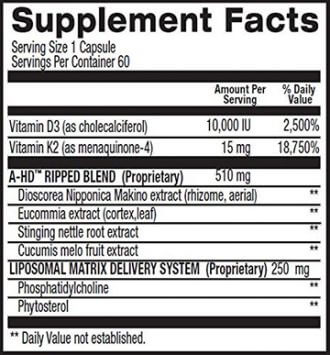 Supplement Facts
Serving Size 1 Capsule
Servings Per Container 60
Amount Per Serving % Daily Value*
Vitamin D3 (as cholecalciferol) 10,000 IU 2,500%
Vitamin K2 (as menaquinone-4) 15 mg 18,750%
A-HD™ RIPPED BLEND (Proprietary) 510 mg
Dioscorea Nipponica Makino extract (rhizome, aerial) **
Eucommia extract (cortex,leaf) **
Stinging nettle root extract **
Cucumis melo fruit extract **
LIPOSOMAL MATRIX DELIVERY SYSTEM (Proprietary) 250 mg
Phosphatidylcholine **
Phytosterol **
** Daily Value not established.